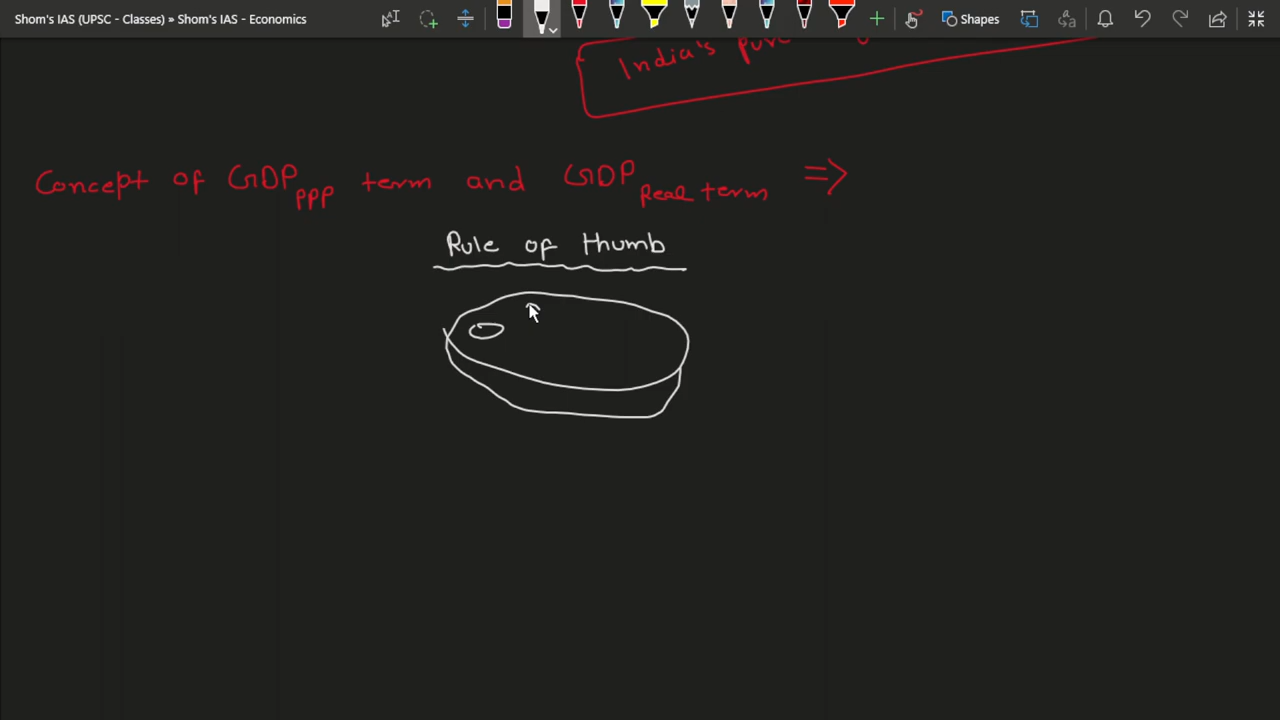 Shom's IAS (UPSC - Classes) » Shom's IAS - Economics
Shapes
India's
Concept of GDP PPP term and GDP Real term ⇒
Rule of thumb